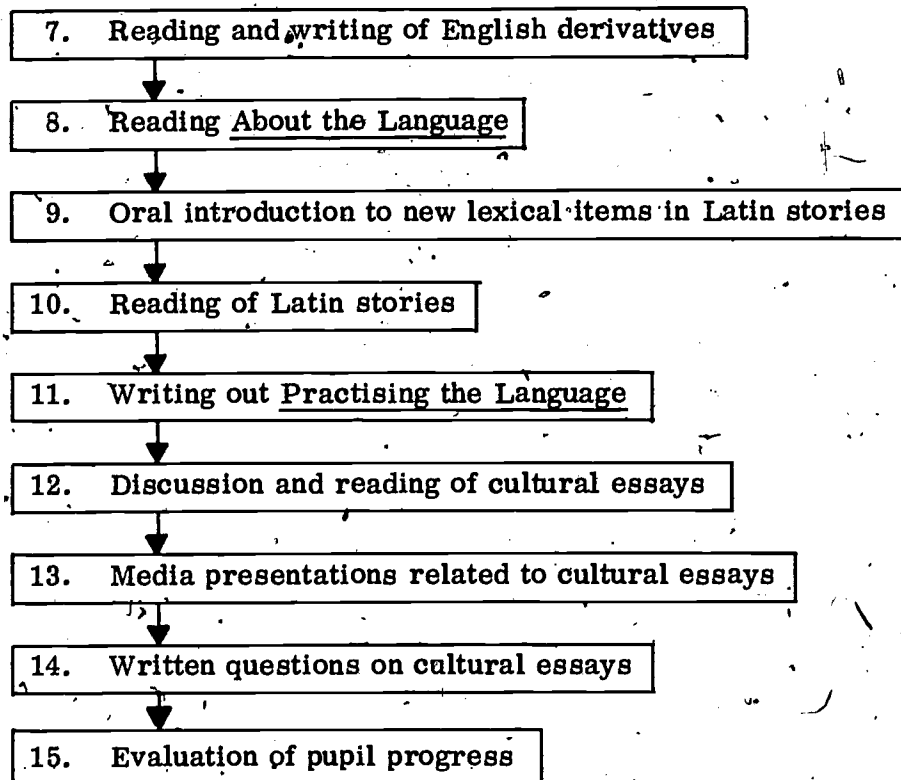 7. Reading and writing of English derivatives
8. Reading About the Language
9. Oral introduction to new lexical items in Latin stories
10. Reading of Latin stories
11. Writing out Practising the Language
12. Discussion and reading of cultural essays
13. Media presentations related to cultural essays
14. Written questions on cultural essays
15. Evaluation of pupil progress